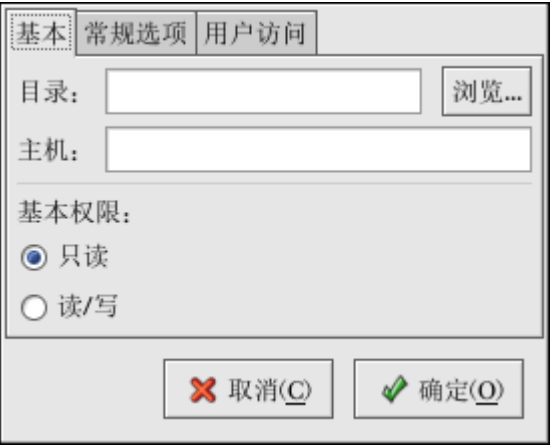 基本 常规选项 用户访问
目录： 浏览...
主机：
基本权限：
只读
读/写
取消(C) 确定(O)